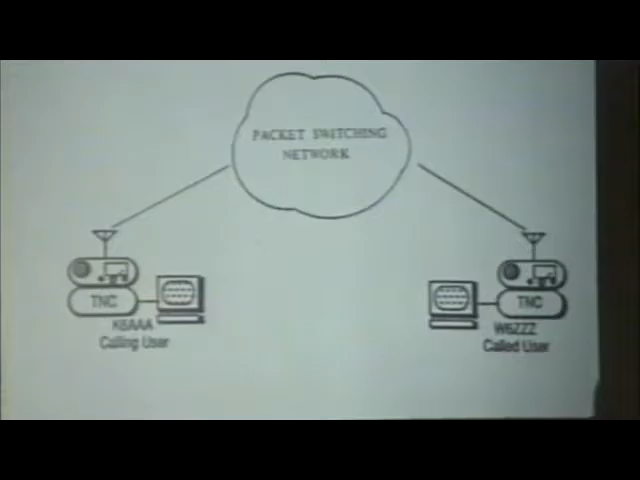 PACKET SWITCHING
NETWORK
TNC
K6AAA
Calling User
TNC
W6ZZZ
Called User